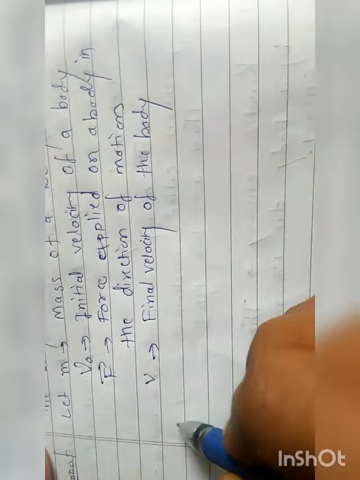 Let m → Mass of a
V₀ → Initial velocity of a body
F → Force applied on a body in
the direction of motion
V → Final velocity of the body
InShOt